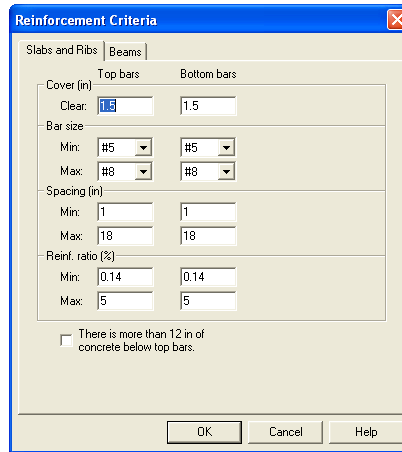 Reinforcement Criteria
Slabs and Ribs Beams
Top bars Bottom bars
Cover (in)
Clear: 1.5 1.5
Bar size
Min: #5 #5
Max: #8 #8
Spacing (in)
Min: 1 1
Max: 18 18
Reinf. ratio (%)
Min: 0.14 0.14
Max: 5 5
There is more than 12 in of
concrete below top bars.
OK Cancel Help